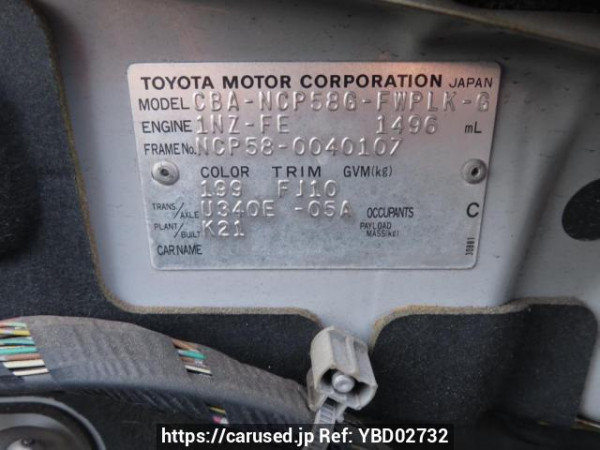 TOYOTA MOTOR CORPORATION JAPAN
MODEL CBA-NCP58G-FWPLK-G
ENGINE 1NZ-FE 1496 mL
FRAME No. NCP58-0040107
COLOR TRIM GVM(kg)
199 FJ10
TRANS./AXLE U340E -05A OCCUPANTS C
PLANT/BUILT K21 PAYLOAD MASS(kg)
CAR NAME
https://carused.jp Ref: YBD02732